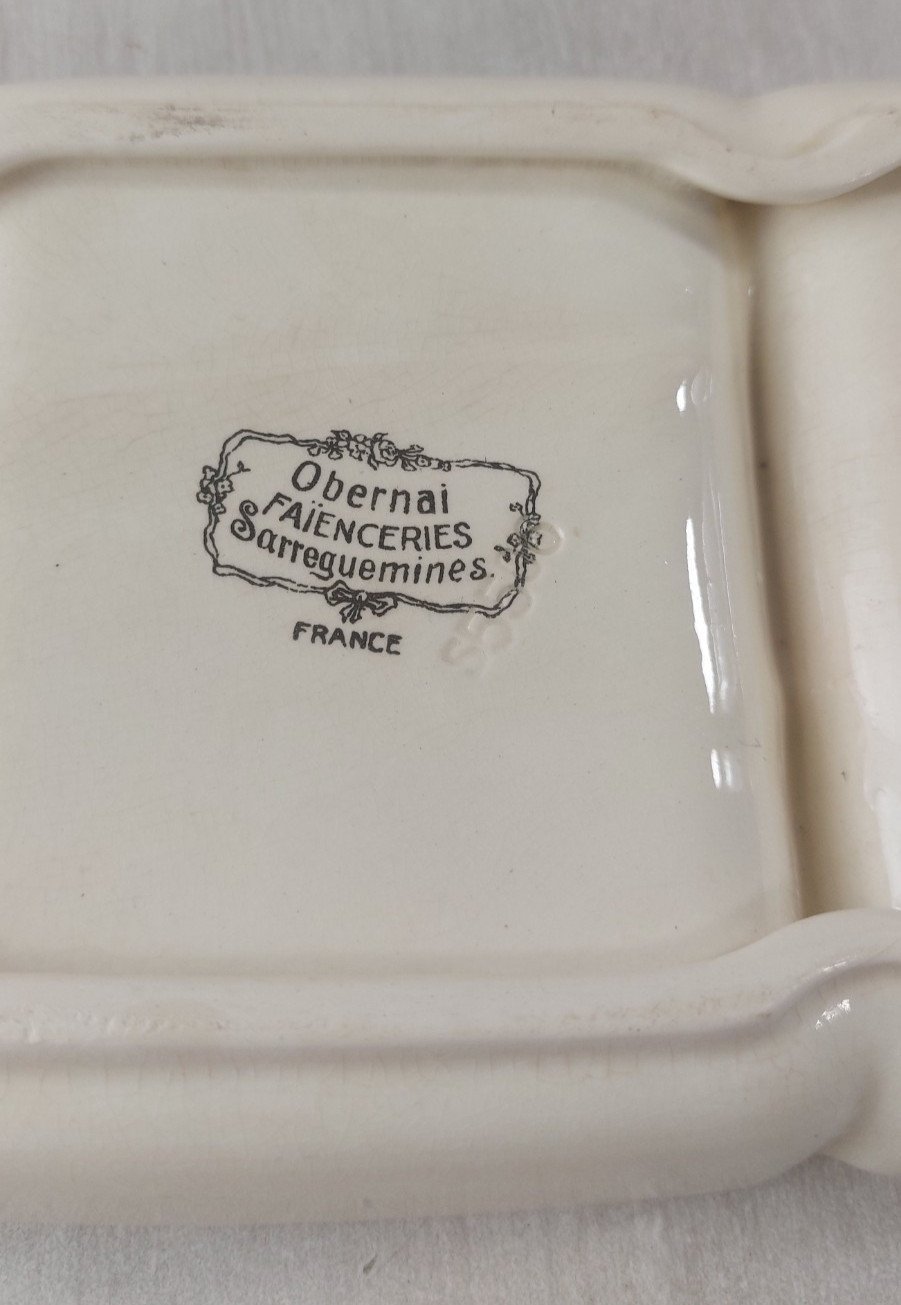 Obernai
FAÏENCERIES
Sarreguemines.
FRANCE